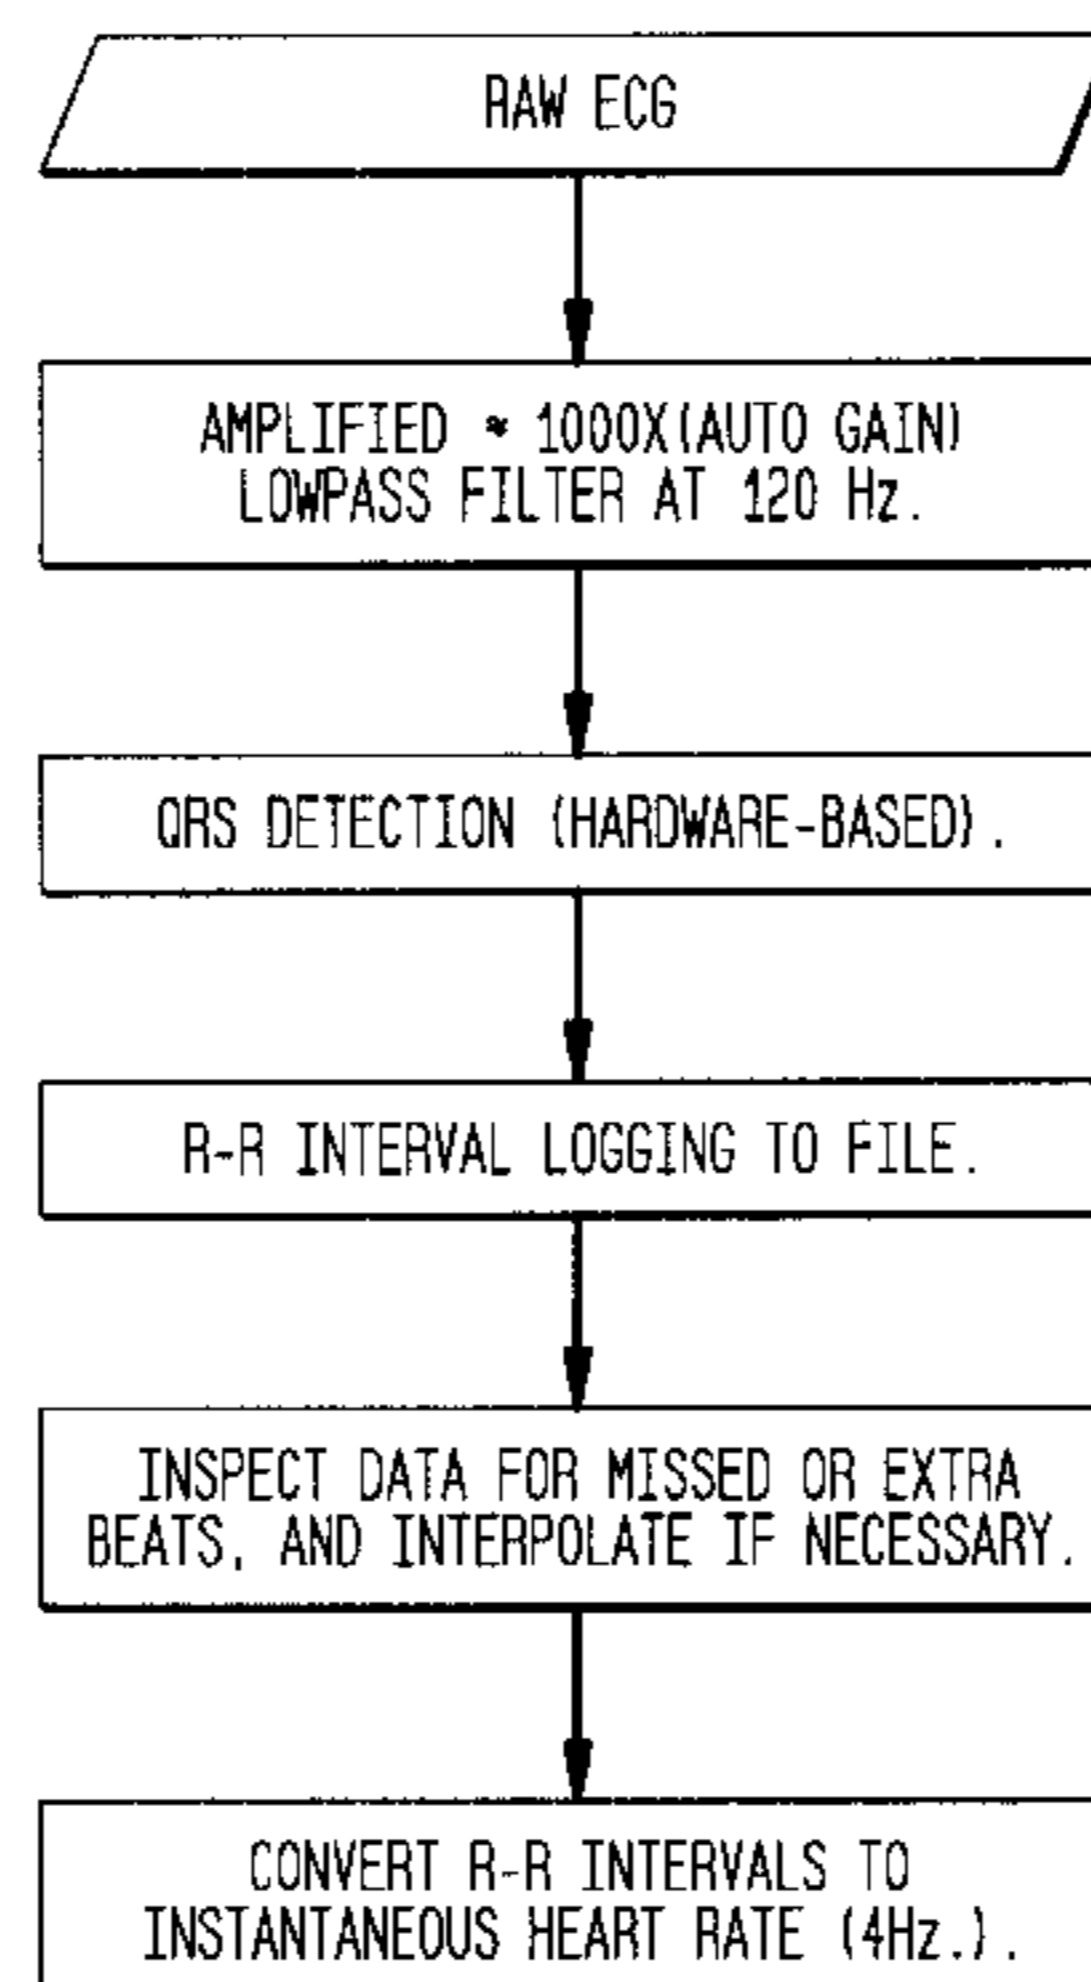 RAW ECG
AMPLIFIED ≈ 1000X(AUTO GAIN)
LOWPASS FILTER AT 120 Hz.
QRS DETECTION (HARDWARE-BASED).
R-R INTERVAL LOGGING TO FILE.
INSPECT DATA FOR MISSED OR EXTRA
BEATS, AND INTERPOLATE IF NECESSARY.
CONVERT R-R INTERVALS TO
INSTANTANEOUS HEART RATE (4Hz.).